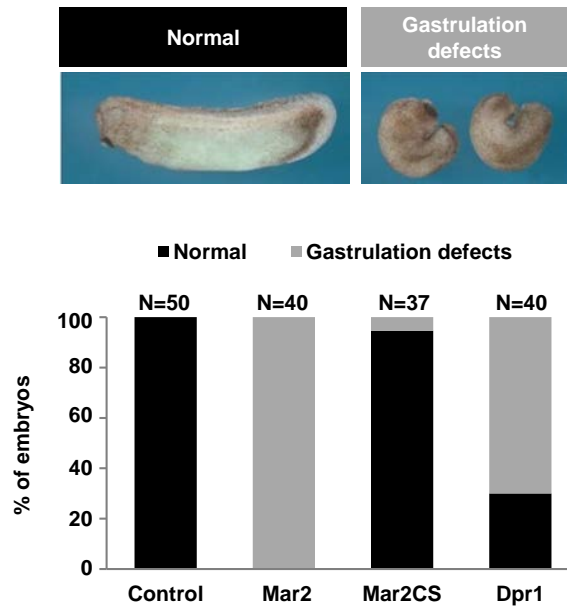 Normal
Gastrulation
defects
Normal Gastrulation defects
N=50 N=40 N=37 N=40
100
80
60
40
20
0
% of embryos
Control Mar2 Mar2CS Dpr1